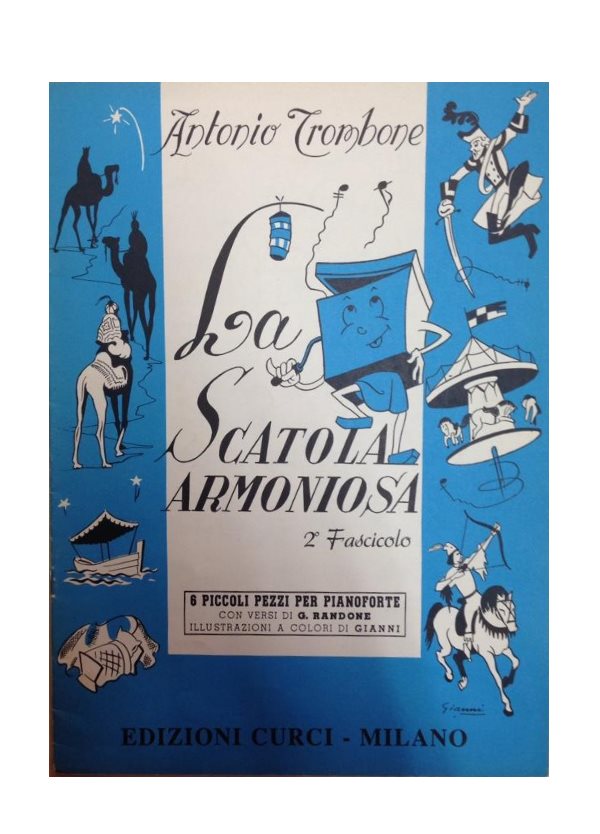 Antonio Trombone
La
SCATOLA
ARMONIOSA
2° Fascicolo
6 PICCOLI PEZZI PER PIANOFORTE
CON VERSI DI G. RANDONE
ILLUSTRAZIONI A COLORI DI GIANNI
Gianni
EDIZIONI CURCI - MILANO